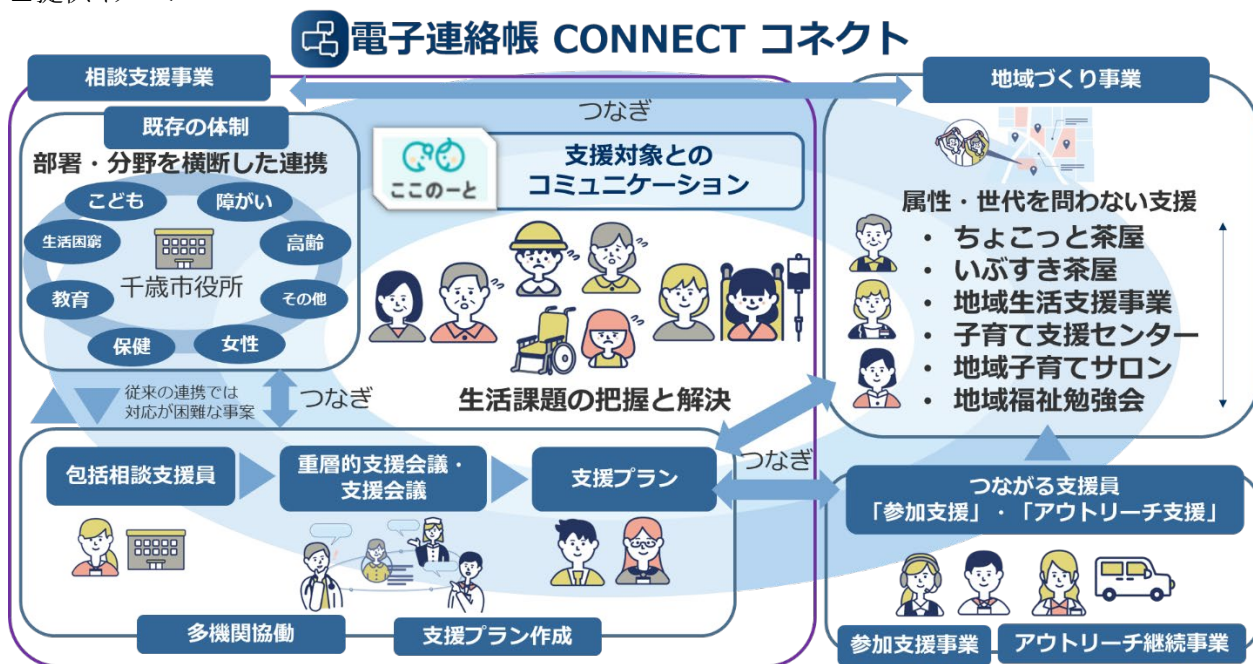 電子連絡帳 CONNECT コネクト
相談支援事業
つなぎ
地域づくり事業
既存の体制
部署・分野を横断した連携
こども
障がい
生活困窮
高齢
千歳市役所
教育
その他
保健
女性
ここのーと
支援対象との
コミュニケーション
生活課題の把握と解決
属性・世代を問わない支援
・ ちょこっと茶屋
・ いぶすき茶屋
・ 地域生活支援事業
・ 子育て支援センター
・ 地域子育てサロン
・ 地域福祉勉強会
従来の連携では
対応が困難な事案
つなぎ
包括相談支援員
重層的支援会議・
支援会議
支援プラン
つなぎ
多機関協働
支援プラン作成
つながる支援員
「参加支援」・「アウトリーチ支援」
参加支援事業
アウトリーチ継続事業